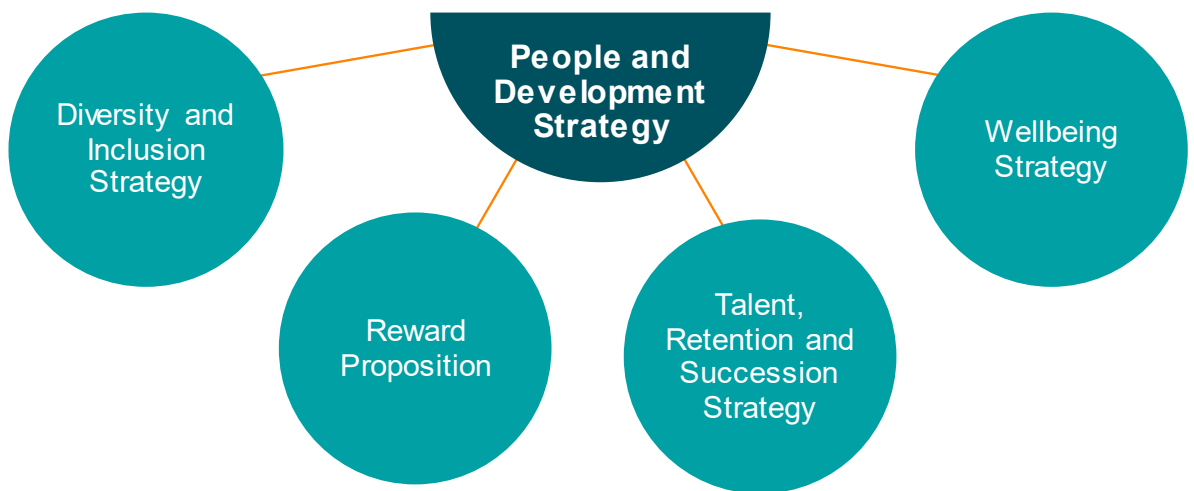 People and
Development
Strategy
Diversity and
Inclusion
Strategy
Wellbeing
Strategy
Reward
Proposition
Talent,
Retention and
Succession
Strategy